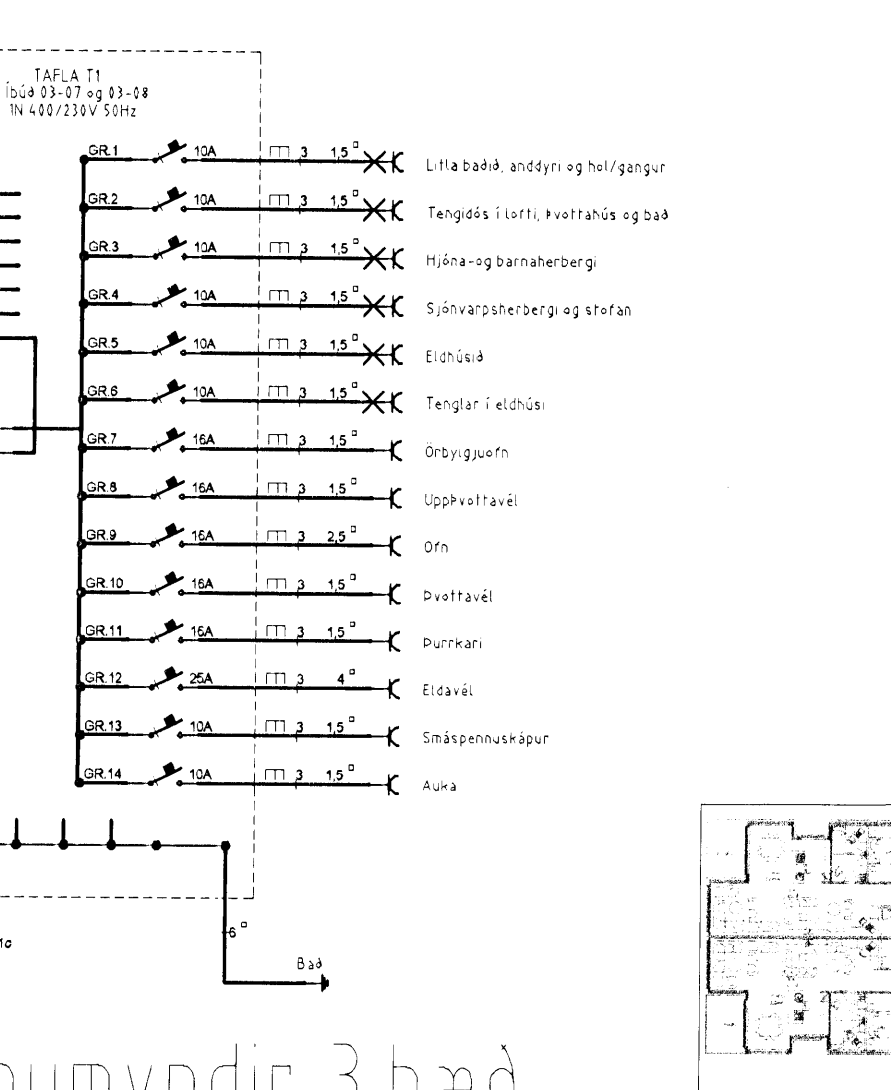 TAFLA T1
Íbúð 03-07 og 03-08
1N 400/230V 50Hz
GR.1 10A 3 1,5 Litla baðið, anddyri og hol/gangur
GR.2 10A 3 1,5 Tengidós í lofti, Þvottahús og bað
GR.3 10A 3 1,5 Hjóna-og barnaherbergi
GR.4 10A 3 1,5 Sjónvarpsherbergi og stofan
GR.5 10A 3 1,5 Eldhúsið
GR.6 10A 3 1,5 Tenglar í eldhúsi
GR.7 16A 3 1,5 Örbylgjuofn
GR.8 16A 3 1,5 UppÞvottavél
GR.9 16A 3 2,5 Ofn
GR.10 16A 3 1,5 Þvottavél
GR.11 16A 3 1,5 Þurrkari
GR.12 25A 3 4 Eldavél
GR.13 10A 3 1,5 Smáspennuskápur
GR.14 10A 3 1,5 Auka
6
Bað
3 hæð